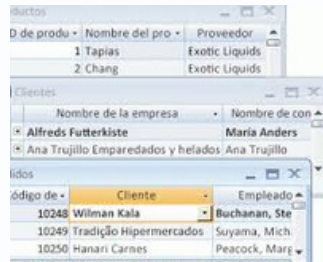 ductos
D de produ Nombre del pro Proveedor
1 Tapias Exotic Liquids
2 Chang Exotic Liquids
Clientes
Nombre de la empresa Nombre de con
Alfreds Futterkiste Maria Anders
Ana Trujillo Emparedados y helados Ana Trujillo
idos
ódigo de Cliente Empleado
10248 Wilman Kala Buchanan, Ste
10249 Tradição Hipermercados Suyama, Mich
10250 Hanari Carnes Peacock, Marg